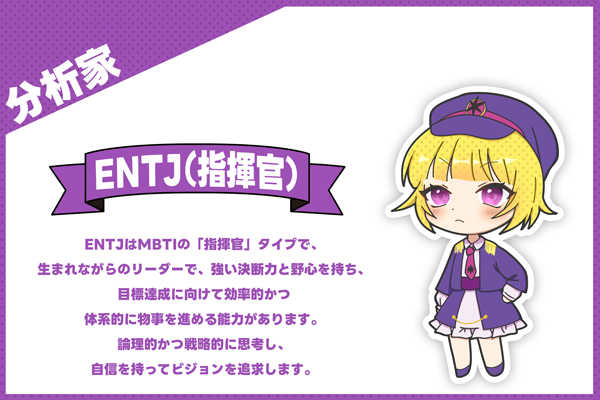 分析家
ENTJ(指揮官)
ENTJはMBTIの「指揮官」タイプで、
生まれながらのリーダーで、強い決断力と野心を持ち、
目標達成に向けて効率的かつ
体系的に物事を進める能力があります。
論理的かつ戦略的に思考し、
自信を持ってビジョンを追求します。